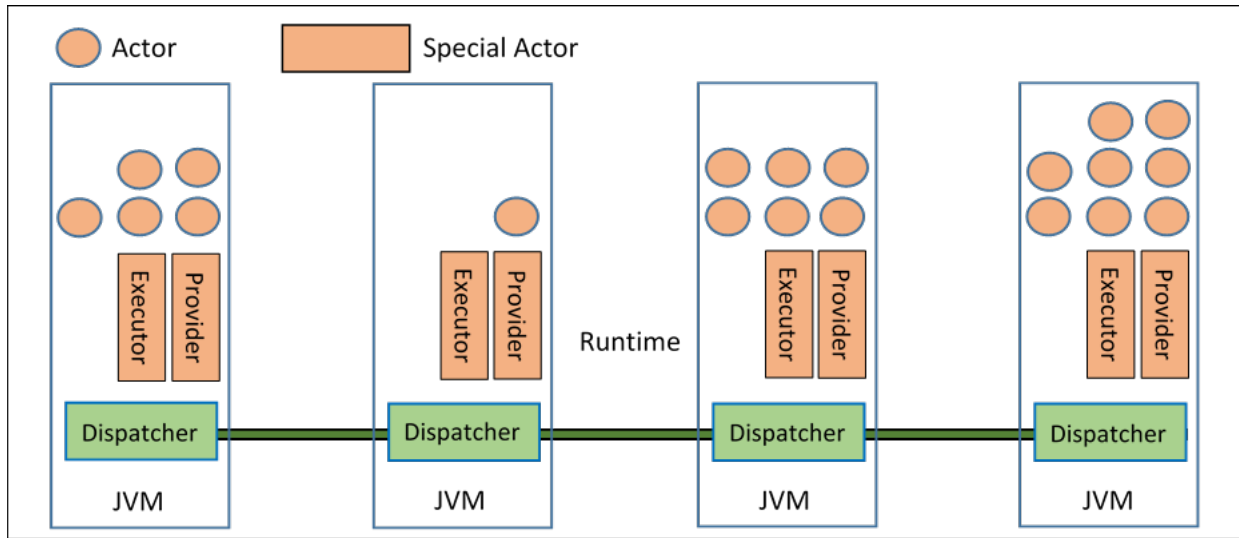 Actor
Special Actor
Executor
Provider
Executor
Provider
Executor
Provider
Executor
Provider
Runtime
Dispatcher
Dispatcher
Dispatcher
Dispatcher
JVM
JVM
JVM
JVM